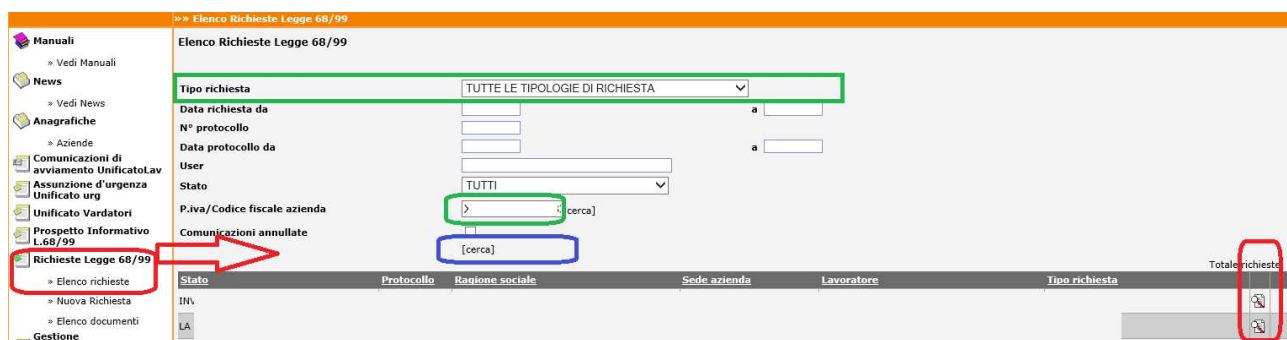 »» Elenco Richieste Legge 68/99
Manuali
» Vedi Manuali
News
» Vedi News
Anagrafiche
» Aziende
Comunicazioni di
avviamento UnificatoLav
Assunzione d'urgenza
Unificato urg
Unificato Vardatori
Prospetto Informativo
L.68/99
Richieste Legge 68/99
» Elenco richieste
» Nuova Richiesta
» Elenco documenti
Gestione
Elenco Richieste Legge 68/99
Tipo richiesta TUTTE LE TIPOLOGIE DI RICHIESTA
Data richiesta da a
N° protocollo
Data protocollo da a
User
Stato TUTTI
P.iva/Codice fiscale azienda cerca]
Comunicazioni annullate
[cerca]
Totale richieste
Stato Protocollo Ragione sociale Sede azienda Lavoratore Tipo richiesta
LA